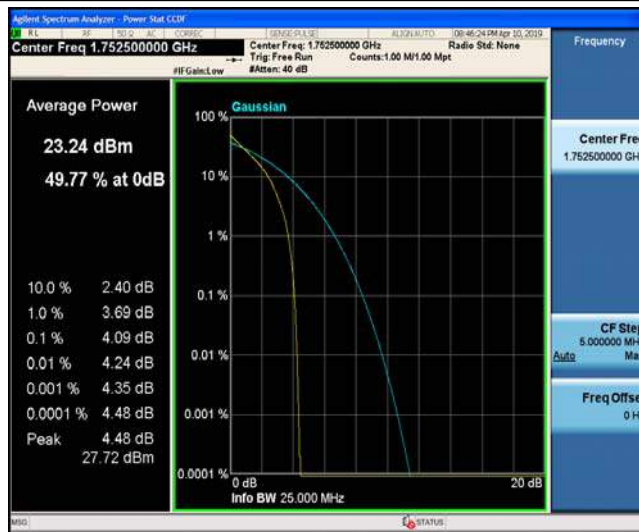 Agilent Spectrum Analyzer - Power Stat CCDF
RL RF 50 Ω AC CORREC SENSE:PULSE ALIGN AUTO 08:46:24 PM Apr 10, 2019
Center Freq 1.752500000 GHz
Center Freq: 1.752500000 GHz Radio Std: None
Trig: Free Run Counts:1.00 M/1.00 Mpt
#IFGain:Low #Atten: 40 dB
Frequency
Average Power
23.24 dBm
49.77 % at 0dB
10.0 % 2.40 dB
1.0 % 3.69 dB
0.1 % 4.09 dB
0.01 % 4.24 dB
0.001 % 4.35 dB
0.0001 % 4.48 dB
Peak 4.48 dB
27.72 dBm
Gaussian
100 %
10 %
1 %
0.1 %
0.01 %
0.001 %
0.0001 %
0 dB 20 dB
Info BW 25.000 MHz
Center Fre
1.752500000 GH
CF Step
5.000000 MH
Auto Ma
Freq Offse
0 H
MSG STATUS